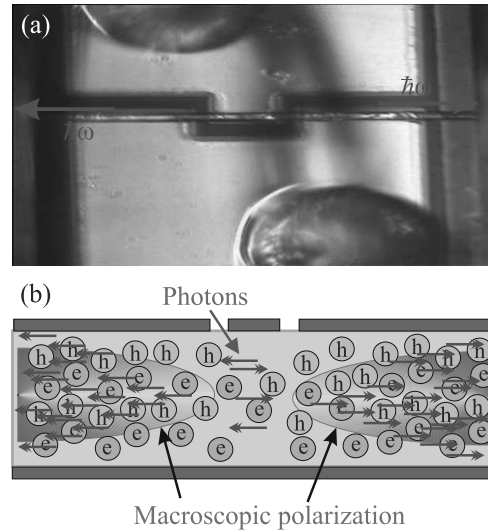 (a)
ħω
ħω
(b)
Photons
h h h h h h h h
e e e e e h e e e e
h h h h h h e h h h h h h h
e e e e e e e e e
Macroscopic polarization